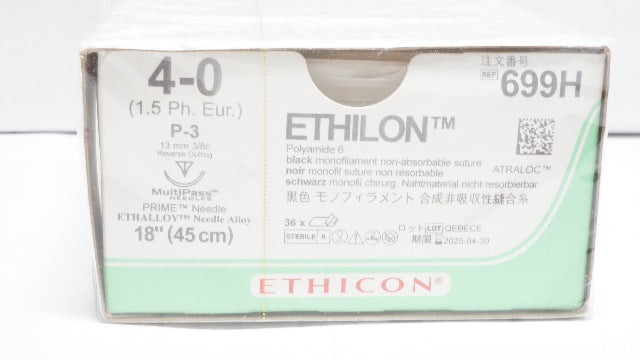 4-0
(1.5 Ph. Eur.)
P-3
13 mm 3/8c
Reverse Cutting
MultiPass™
NEEDLES
PRIME™ Needle
ETHALLOY™ Needle Alloy
18" (45 cm)
注文番号
REF 699H
ETHILON™
Polyamide 6
black monofilament non-absorbable suture
noir monofil suture non résorbable
schwarz monofil chirurg. Nahtmaterial nicht resorbierbar
黒色 モノフィラメント 合成非吸収性縫合糸
ATRALOC™
36 x
STERILE R
ロット LOT QEBECE
期限 2025-04-30
ETHICON®